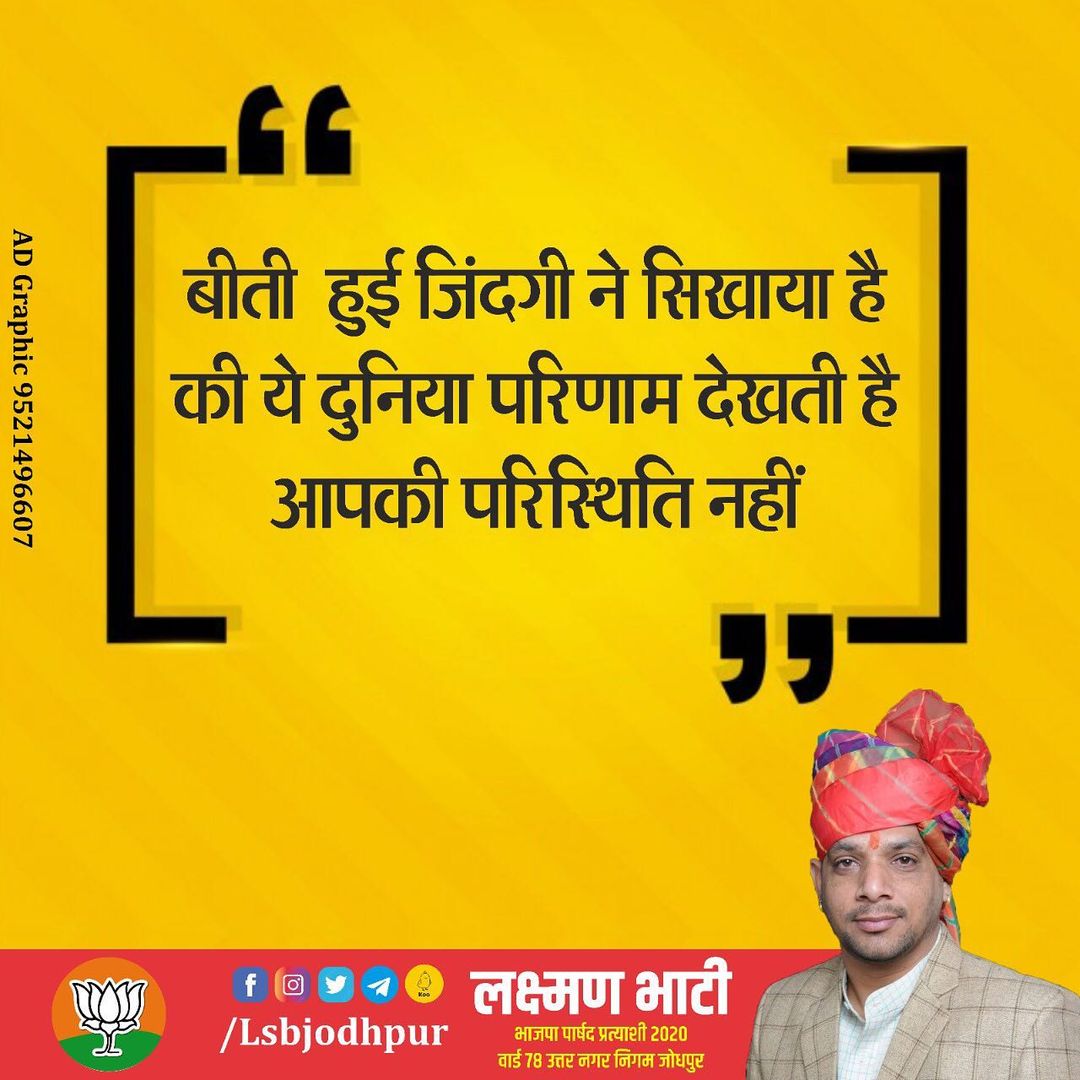 बीती हुई जिंदगी ने सिखाया है
की ये दुनिया परिणाम देखती है
आपकी परिस्थिति नहीं
AD Graphic 9521496607
Koo
/Lsbjodhpur
लक्ष्मण भाटी
भाजपा पार्षद प्रत्याशी 2020
वार्ड 78 उत्तर नगर निगम जोधपुर